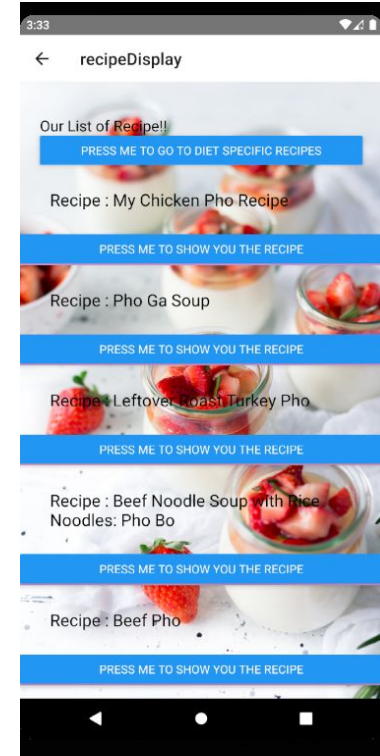 3:33
recipeDisplay
Our List of Recipe!!
PRESS ME TO GO TO DIET SPECIFIC RECIPES
Recipe : My Chicken Pho Recipe
PRESS ME TO SHOW YOU THE RECIPE
Recipe : Pho Ga Soup
PRESS ME TO SHOW YOU THE RECIPE
Recipe : Leftover Roast Turkey Pho
PRESS ME TO SHOW YOU THE RECIPE
Recipe : Beef Noodle Soup with Rice
Noodles: Pho Bo
PRESS ME TO SHOW YOU THE RECIPE
Recipe : Beef Pho
PRESS ME TO SHOW YOU THE RECIPE